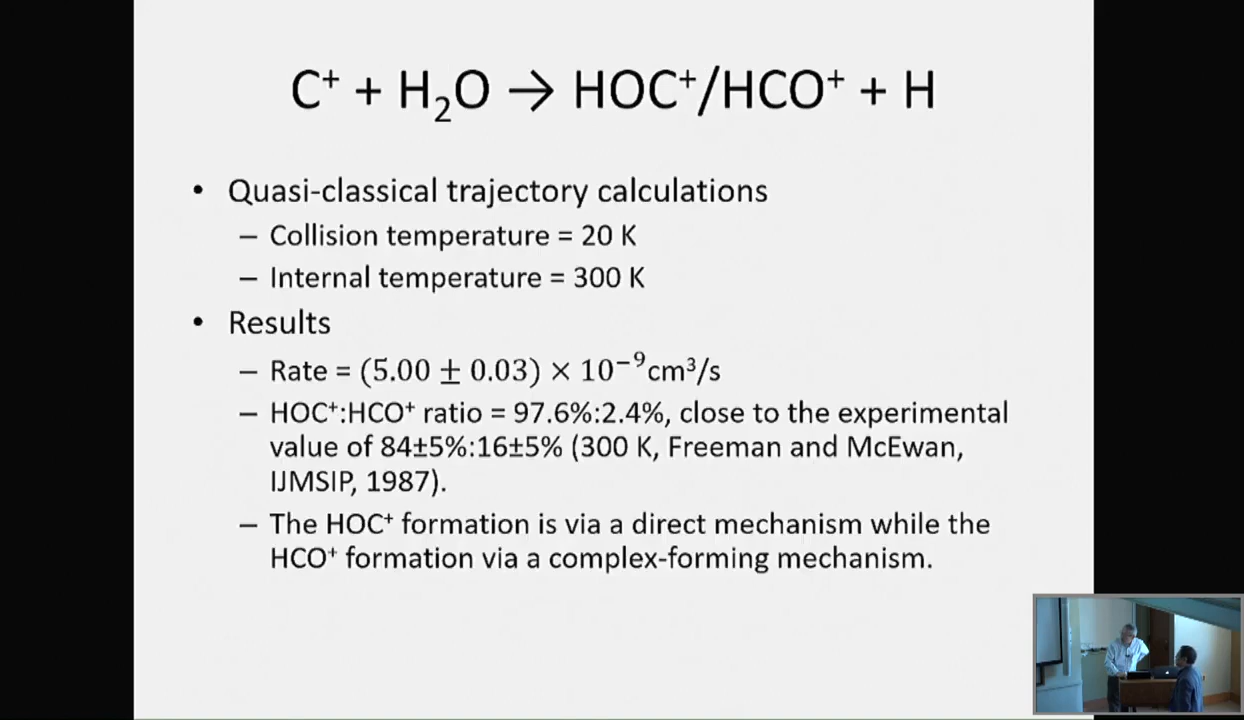 C⁺ + H₂O → HOC⁺/HCO⁺ + H
• Quasi-classical trajectory calculations
– Collision temperature = 20 K
– Internal temperature = 300 K
• Results
– Rate = (5.00 ± 0.03) × 10⁻⁹cm³/s
– HOC⁺:HCO⁺ ratio = 97.6%:2.4%, close to the experimental
value of 84±5%:16±5% (300 K, Freeman and McEwan,
IJMSIP, 1987).
– The HOC⁺ formation is via a direct mechanism while the
HCO⁺ formation via a complex-forming mechanism.